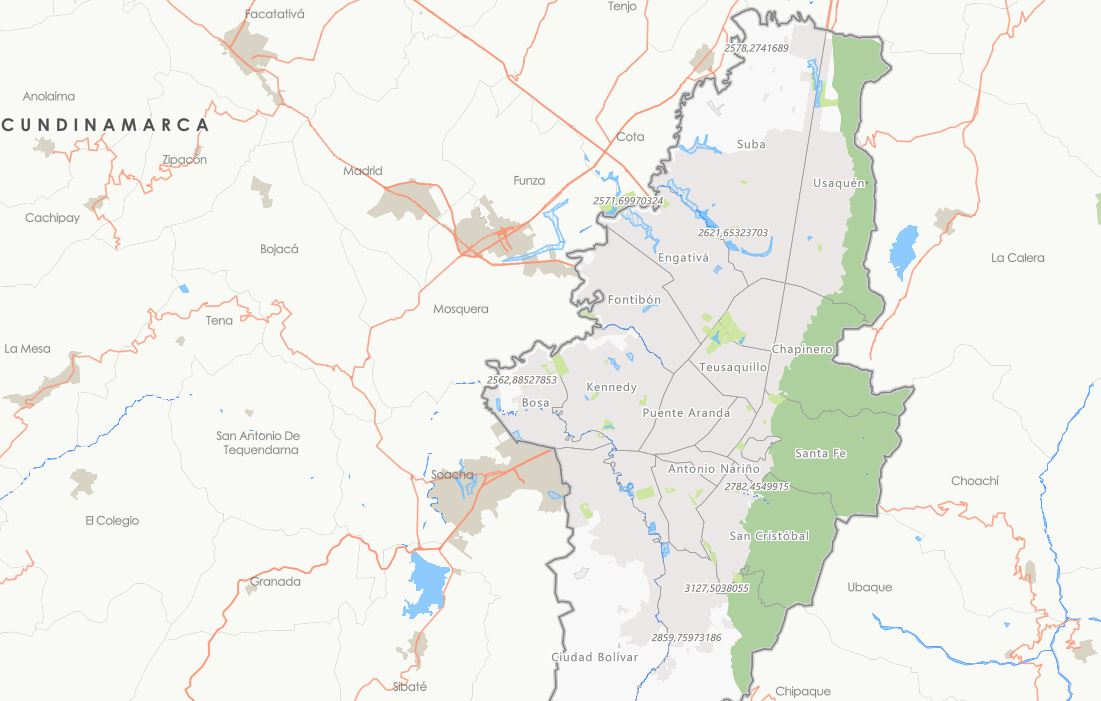 Tenjo
Facatativá
2578,2741689
Anolaima
CUNDINAMARCA
Cota
Suba
Zipacón
Madrid
Funza
Usaquén
2571,69970324
Cachipay
2621,65323703
Bojacá
Engativá
La Calera
Fontibón
Mosquera
Tena
La Mesa
Chapinero
Teusaquillo
2562,88527853
Kennedy
Bosa
Puente Aranda
San Antonio De
Tequendama
Santa Fe
Antonio Nariño
Soacha
Choachí
2782,4549915
El Colegio
San Cristóbal
Granada
3127,5038055
Ubaque
2859,75973186
Ciudad Bolívar
Sibaté
Chipaque